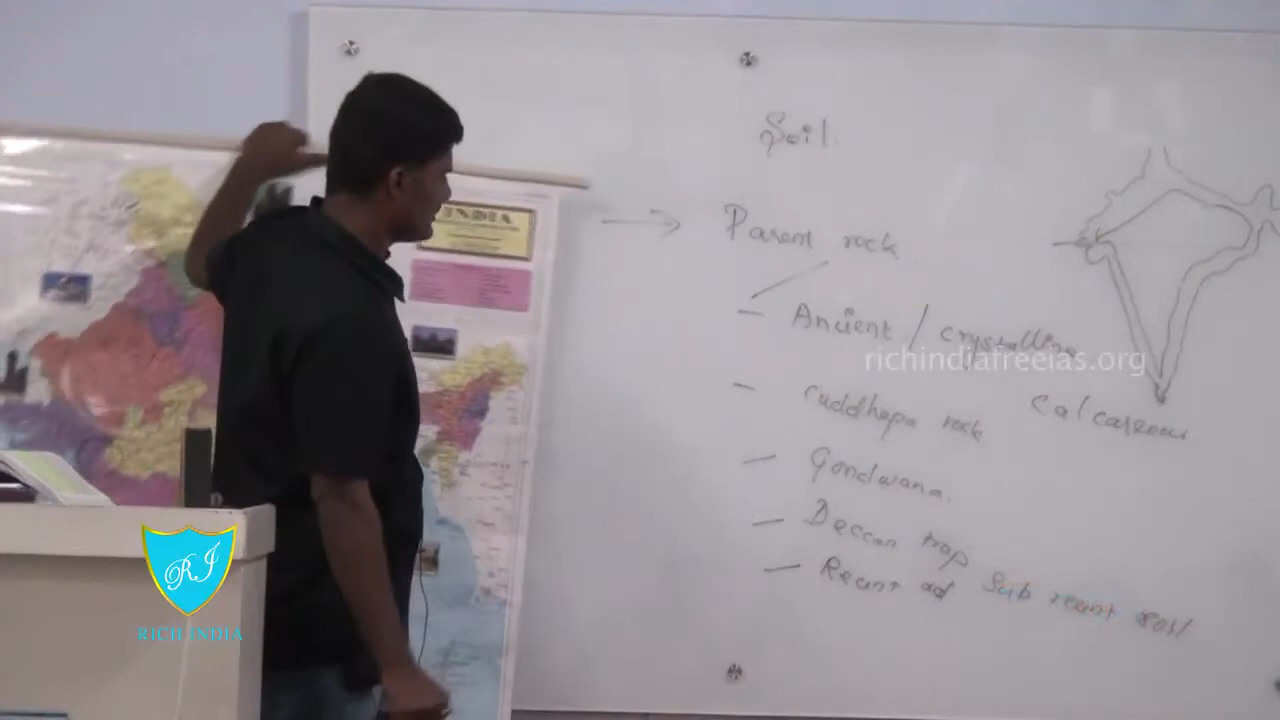 Soil
INDIA
Parent rock
Ancient / crystalline
richindiafreeias.org
cuddhapa rock
Calcareous
Gondwana.
Deccan trap
Recent
Sub recent soil
RI
RICH INDIA